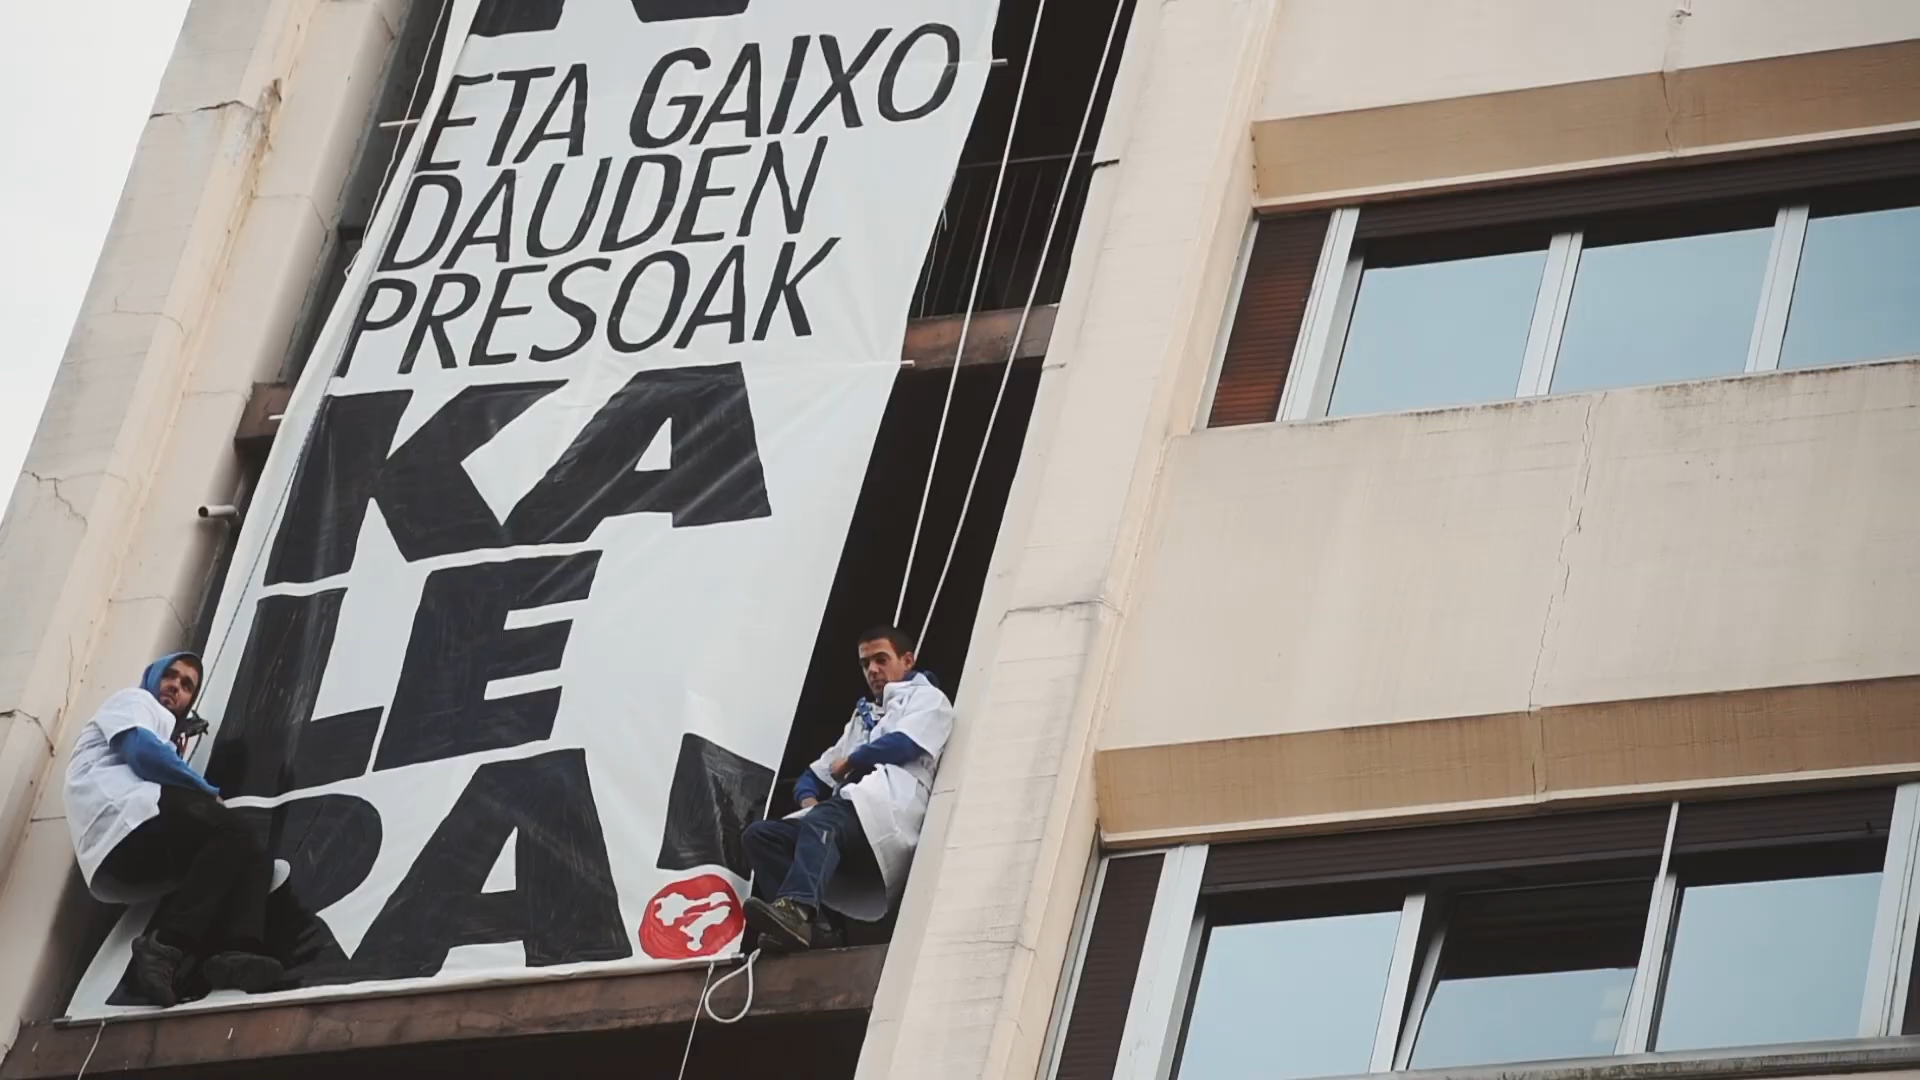 ETA GAIXO
DAUDEN
PRESOAK
KA
LE
RA!